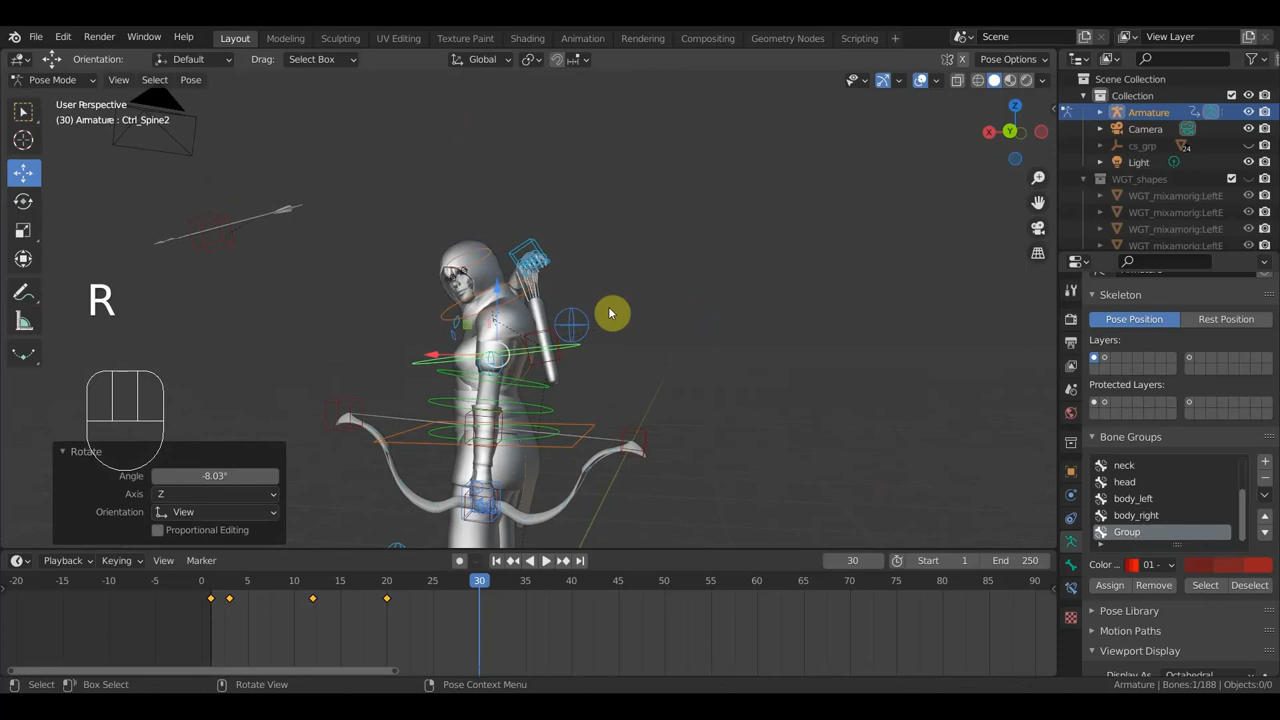 File Edit Render Window Help Layout Modeling Sculpting UV Editing Texture Paint Shading Animation Rendering Compositing Geometry Nodes Scripting + Scene View Layer
Orientation: Default Drag: Select Box Global Pose Options
Pose Mode View Select Pose
User Perspective
(30) Armature : Ctrl_Spine2
Z
X
Y
R
Rotate
Angle -8.03°
Axis Z
Orientation View
Proportional Editing
Scene Collection
Collection
Armature
Camera
cs_grp 24
Light
WGT_shapes
WGT_mixamorig:LeftE
WGT_mixamorig:LeftE
WGT_mixamorig:LeftE
WGT_mixamorig:LeftE
Skeleton
Pose Position Rest Position
Layers:
Protected Layers:
Bone Groups
neck
head
body_left
body_right
Group
Color ... 01 -
Assign Remove Select Deselect
Pose Library
Motion Paths
Viewport Display
Display As Octahedral
Playback Keying View Marker 30 Start 1 End 250
-20 -15 -10 -5 0 5 10 15 20 25 30 35 40 45 50 55 60 65 70 75 80 85 90
Select Box Select Rotate View Pose Context Menu Armature | Bones:1/188 | Objects:0/0